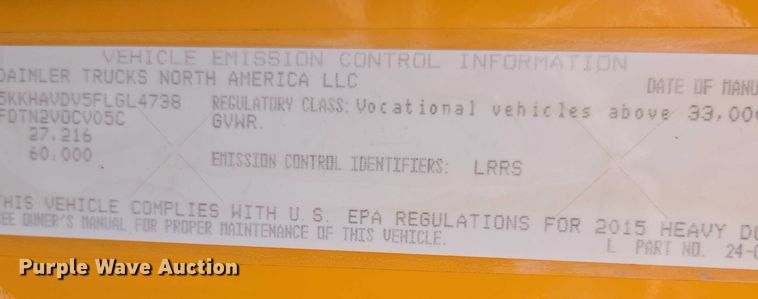 VEHICLE EMISSION CONTROL INFORMATION
DAIMLER TRUCKS NORTH AMERICA LLC
DATE OF MANU
5KKHAVDV5FLGL4738
REGULATORY CLASS: Vocational vehicles above 33,00
FDTN2VOCV05C
GVWR.
27,216
60,000
EMISSION CONTROL IDENTIFIERS: LRRS
THIS VEHICLE COMPLIES WITH U.S. EPA REGULATIONS FOR 2015 HEAVY DU
SEE OWNER'S MANUAL FOR PROPER MAINTENANCE OF THIS VEHICLE.
L PART NO. 24-0
Purple Wave Auction